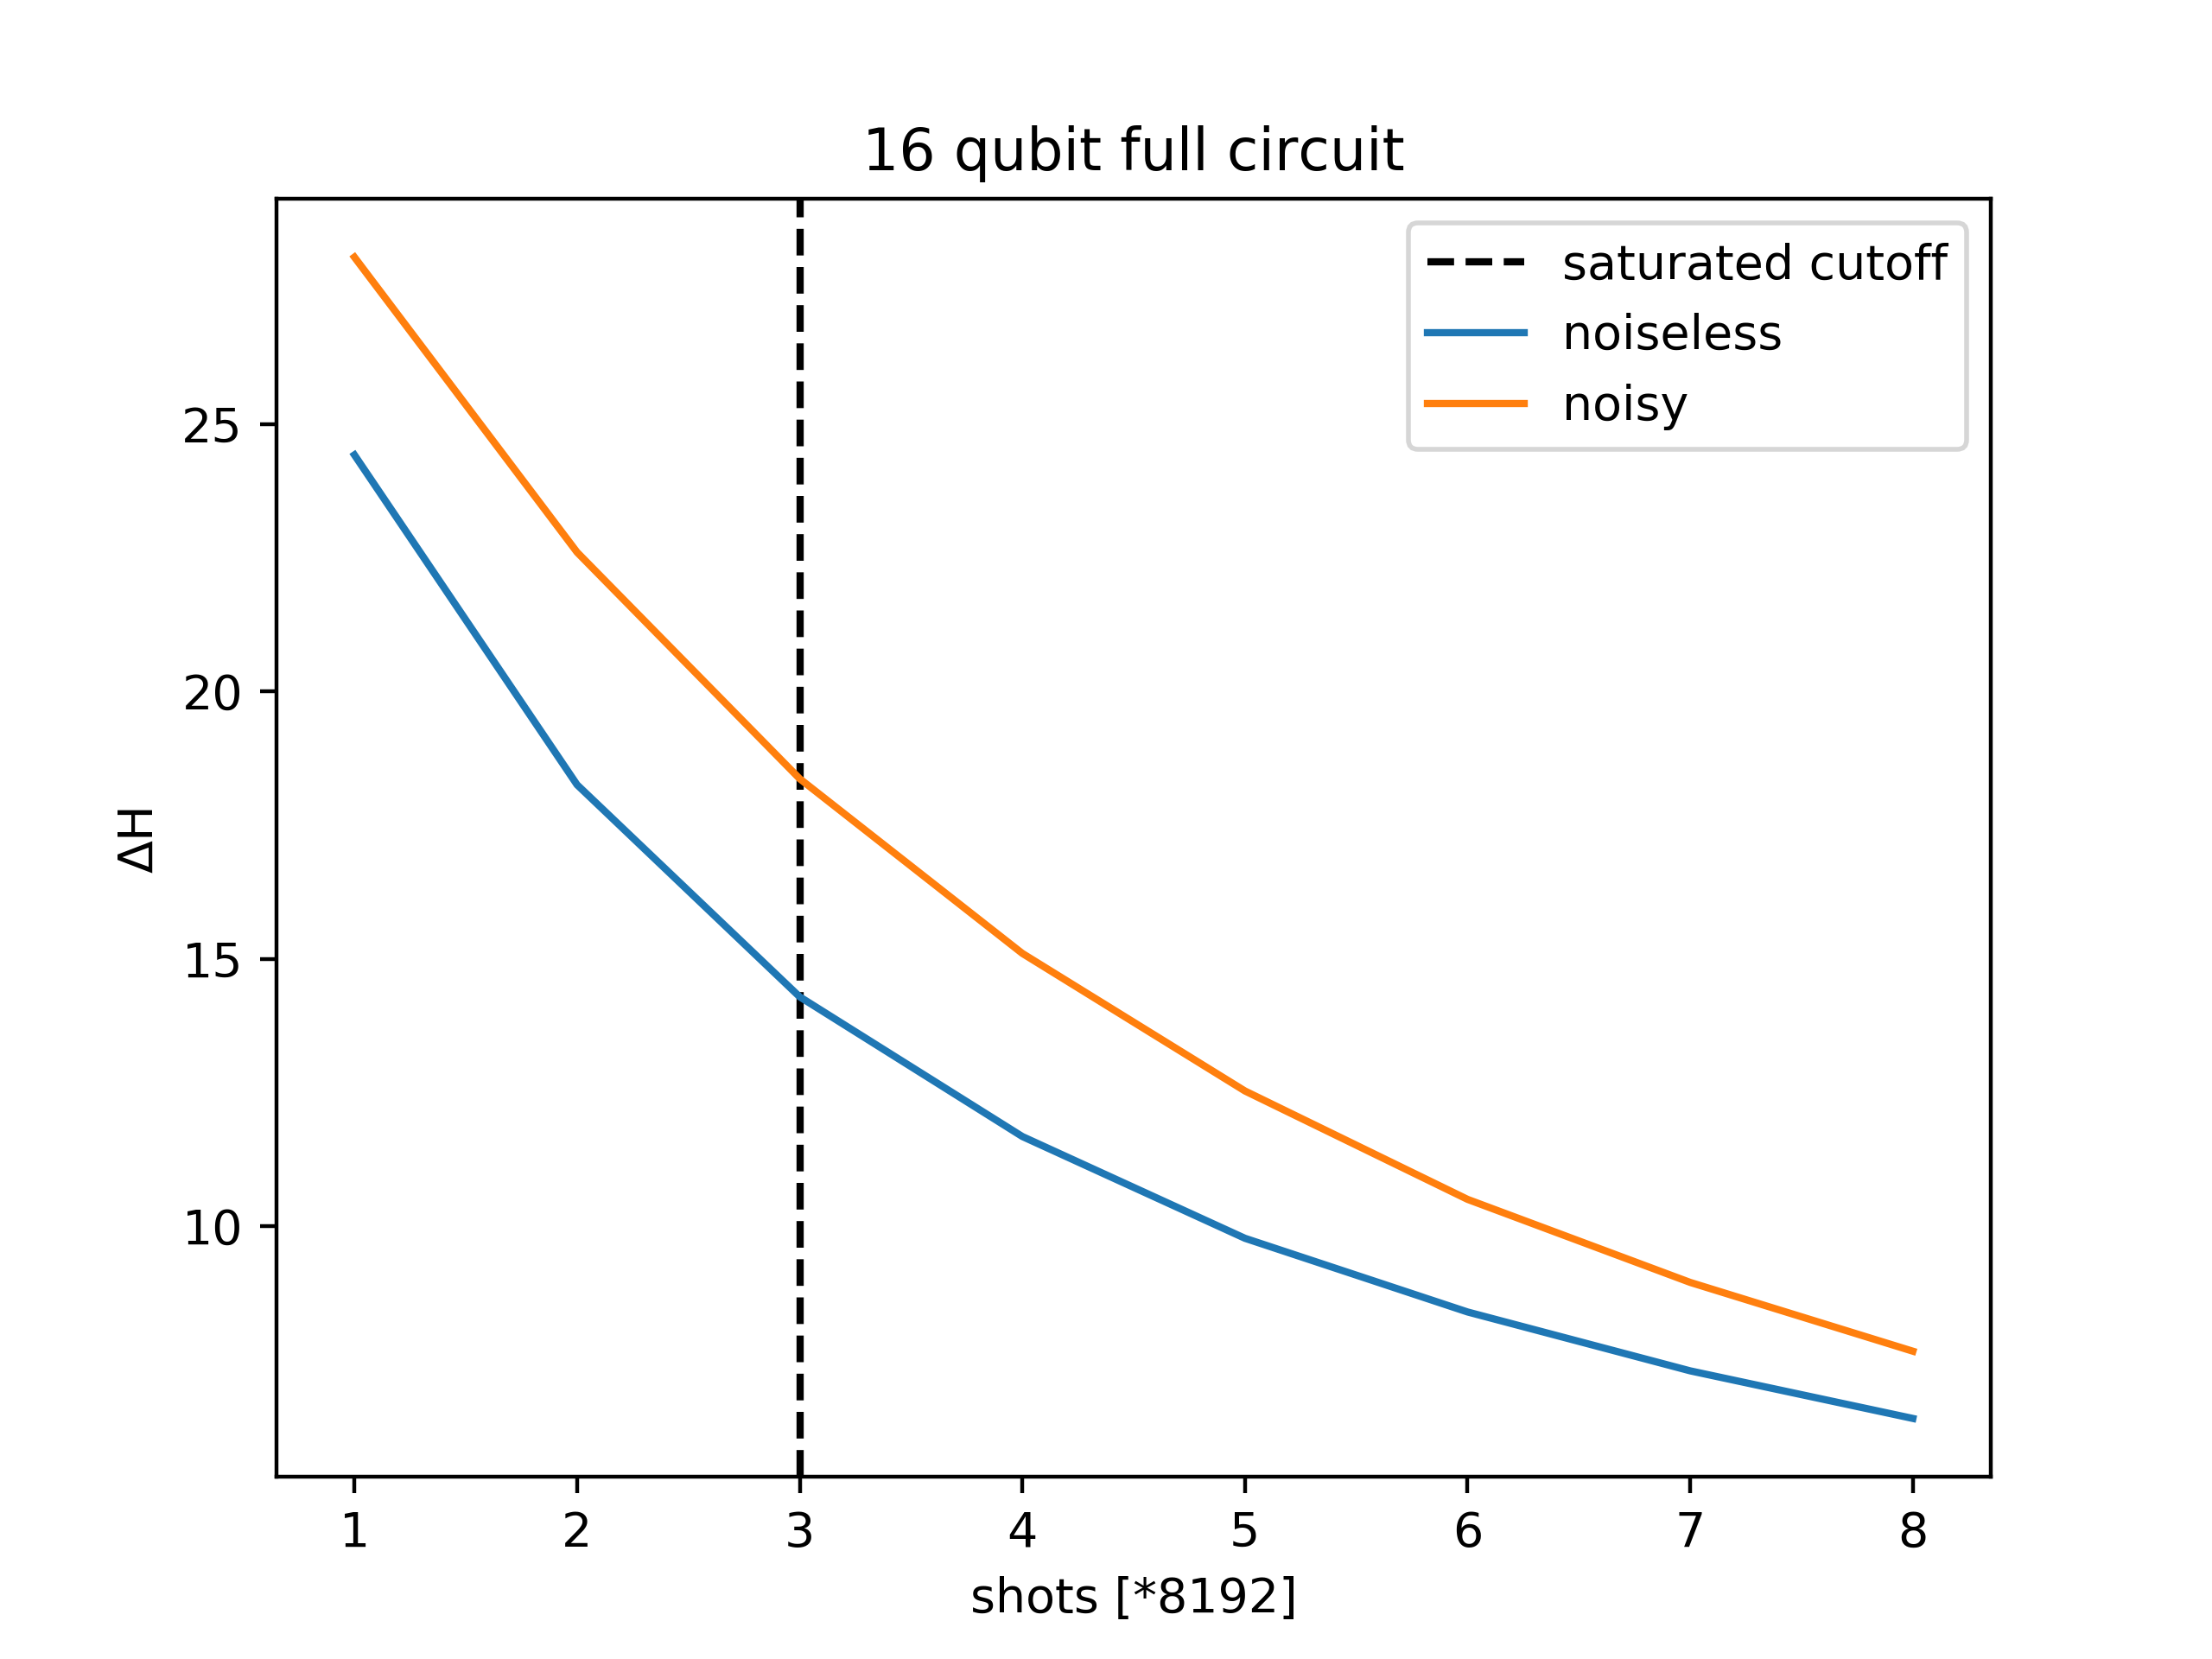 16 qubit full circuit
saturated cutoff
noiseless
noisy
25
20
15
10
ΔH
1 2 3 4 5 6 7 8
shots [*8192]